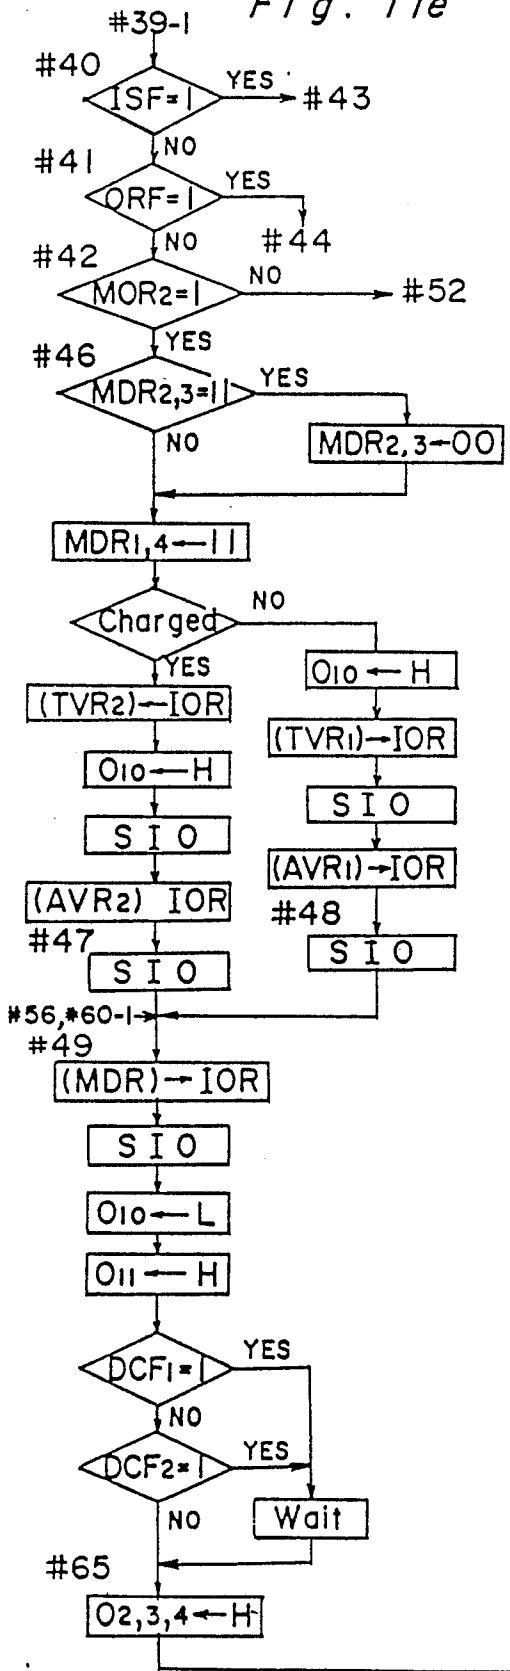 Fig. 11e
#39-1
#40
ISF=1
YES
#43
NO
#41
ORF=1
YES
#44
NO
#42
MOR2=1
NO
#52
YES
#46
MDR2,3=11
YES
MDR2,3←00
NO
MDR1,4←11
Charged
NO
YES
O10←H
(TVR2)←IOR
(TVR1)→IOR
O10←H
SIO
SIO
(AVR1)→IOR
(AVR2) IOR
#48
#47
SIO
SIO
#56,#60-1
#49
(MDR)→IOR
SIO
O10←L
O11←H
DCF1=1
YES
NO
DCF2=1
YES
NO
Wait
#65
O2,3,4←H